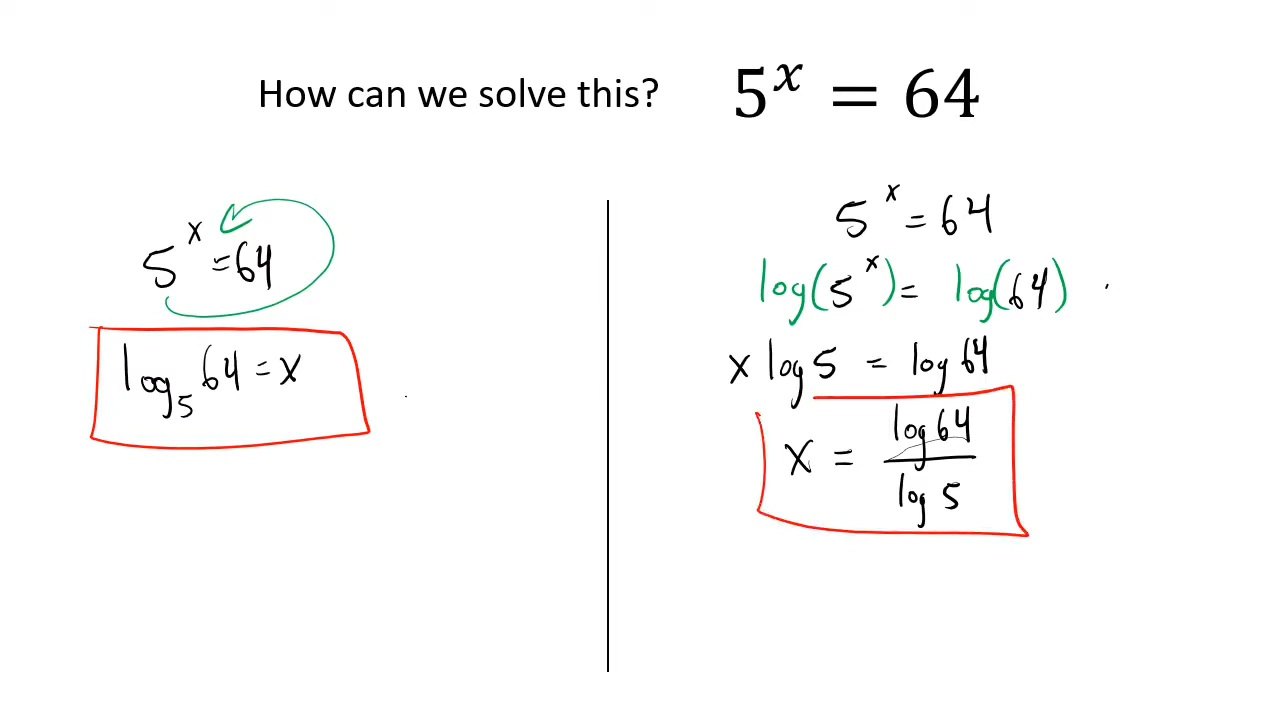 How can we solve this? 5^x = 64
5^x = 64
log_5 64 = x
5^x = 64
log(5^x) = log(64)
x log 5 = log 64
x = log 64 / log 5